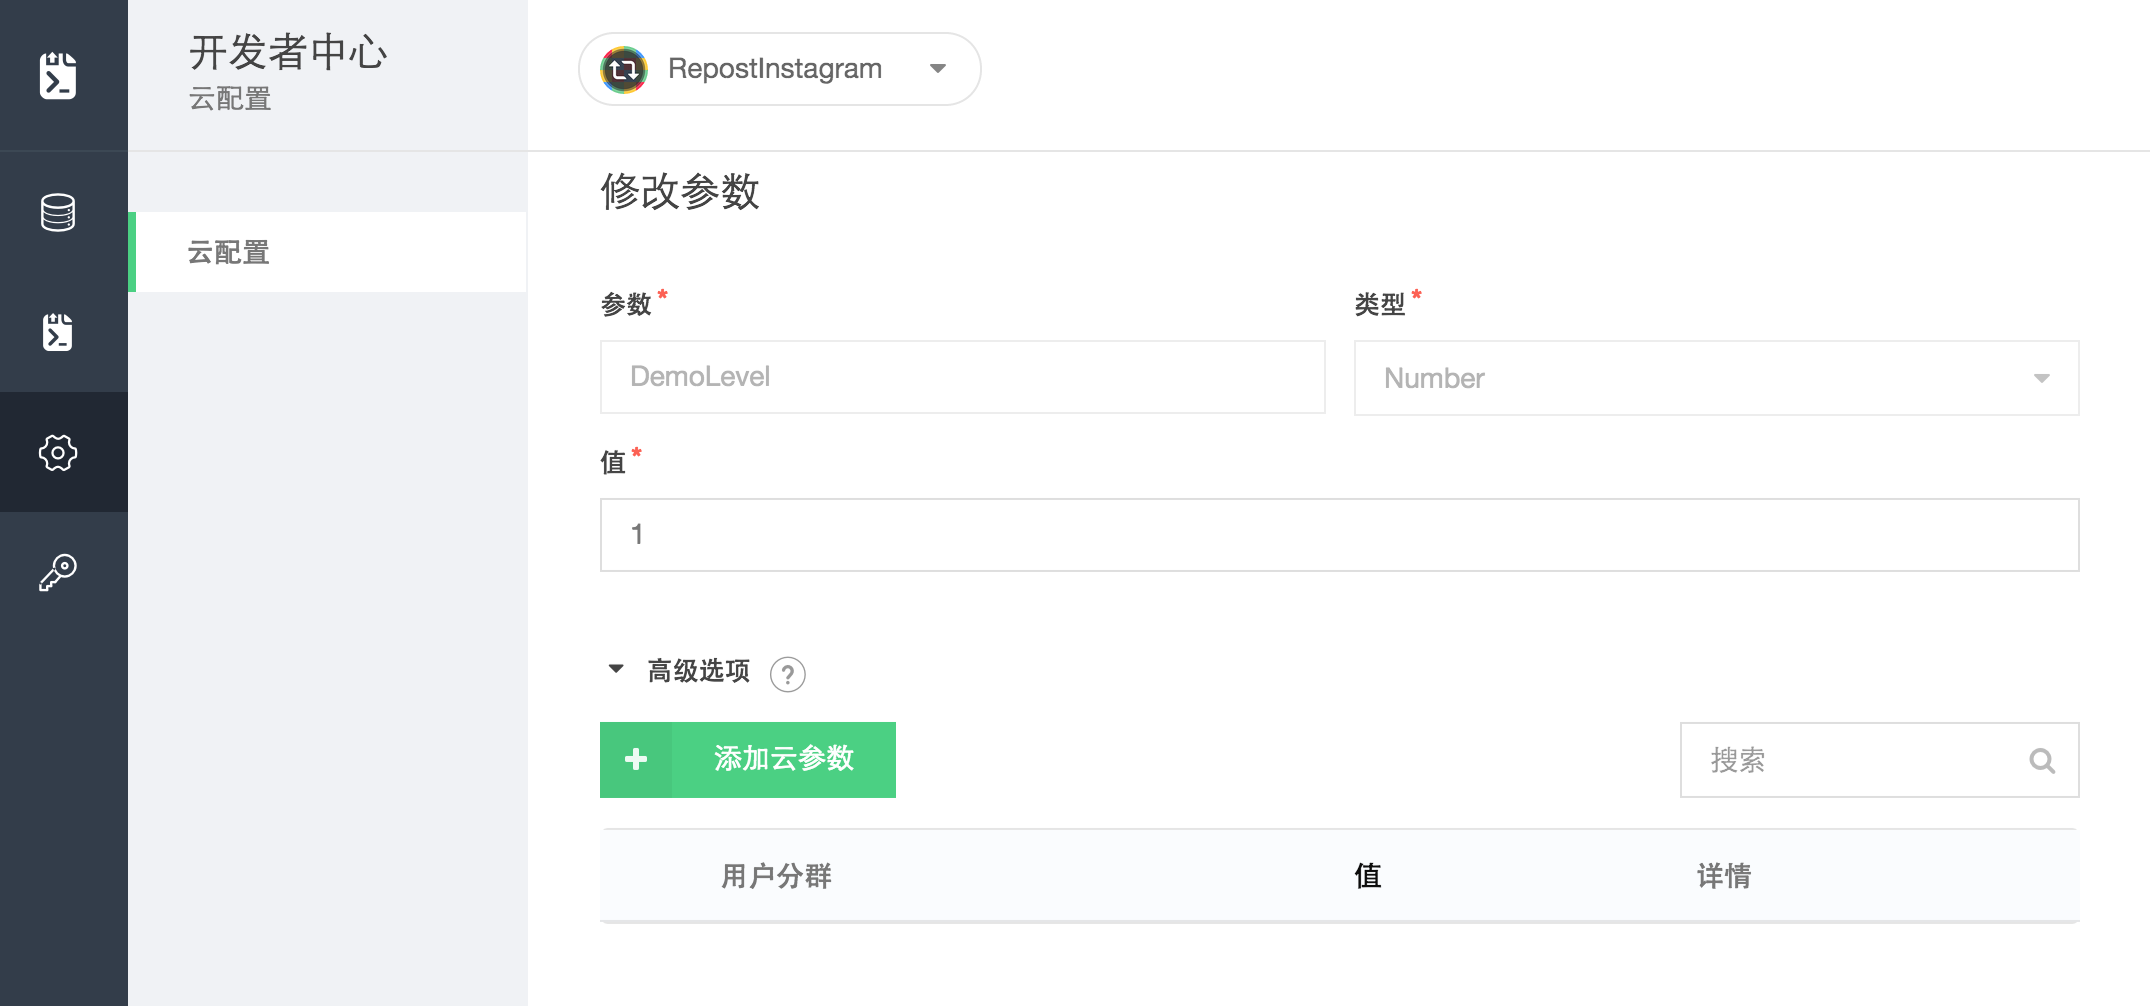 开发者中心
云配置
RepostInstagram
云配置
修改参数
参数*
类型*
DemoLevel
Number
值*
1
高级选项 ?
添加云参数
搜索
用户分群 值 详情